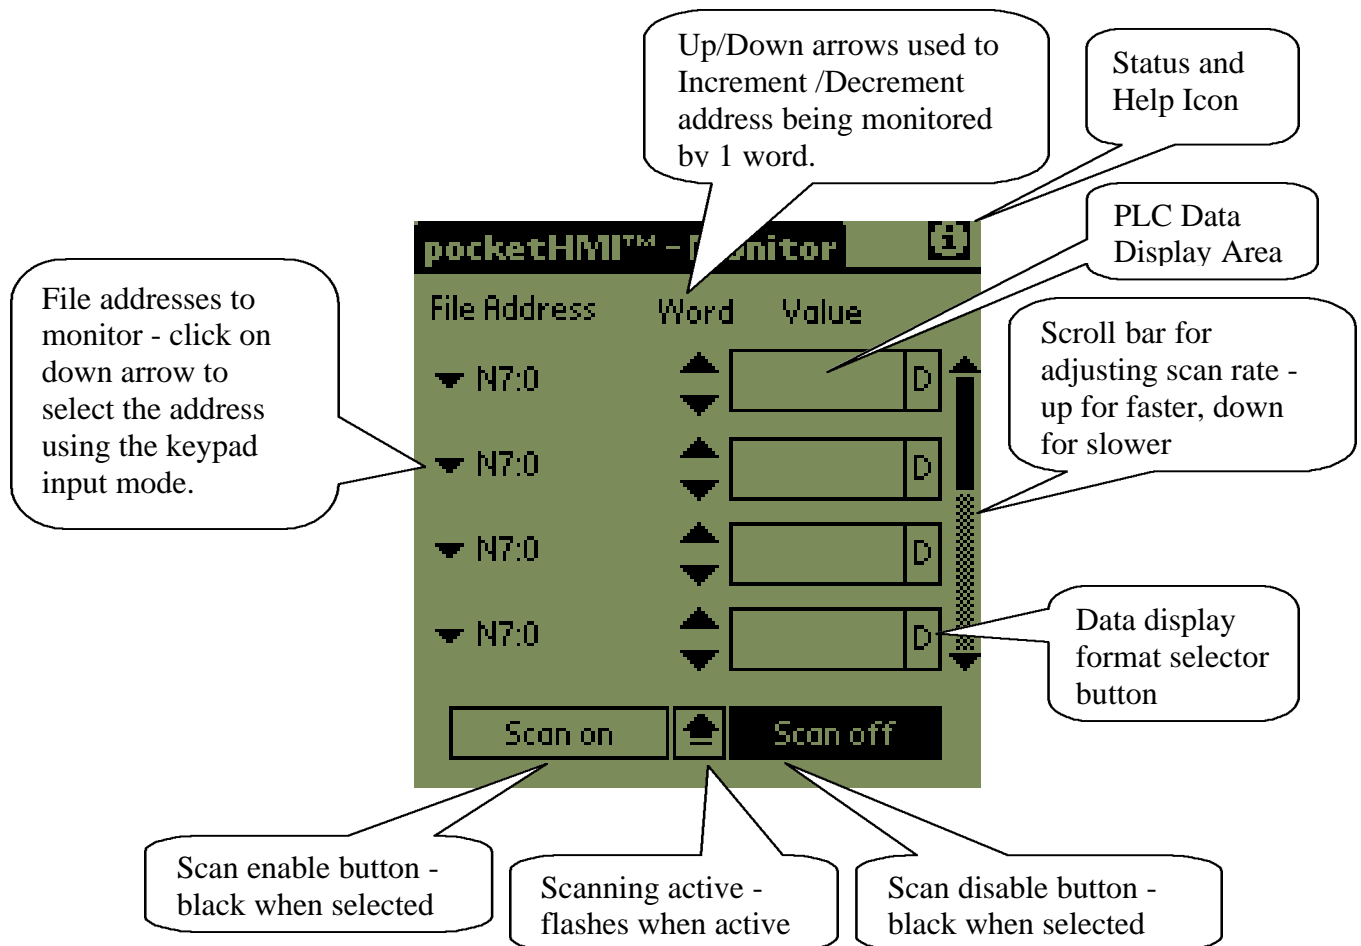 Up/Down arrows used to
Increment /Decrement
address being monitored
by 1 word.
Status and
Help Icon
PLC Data
Display Area
pocketHMI™ - Monitor
File addresses to
monitor - click on
down arrow to
select the address
using the keypad
input mode.
File Address Word Value
Scroll bar for
adjusting scan rate -
up for faster, down
for slower
N7:0 D
N7:0 D
N7:0 D
N7:0 D
Data display
format selector
button
Scan on Scan off
Scan enable button -
black when selected
Scanning active -
flashes when active
Scan disable button -
black when selected